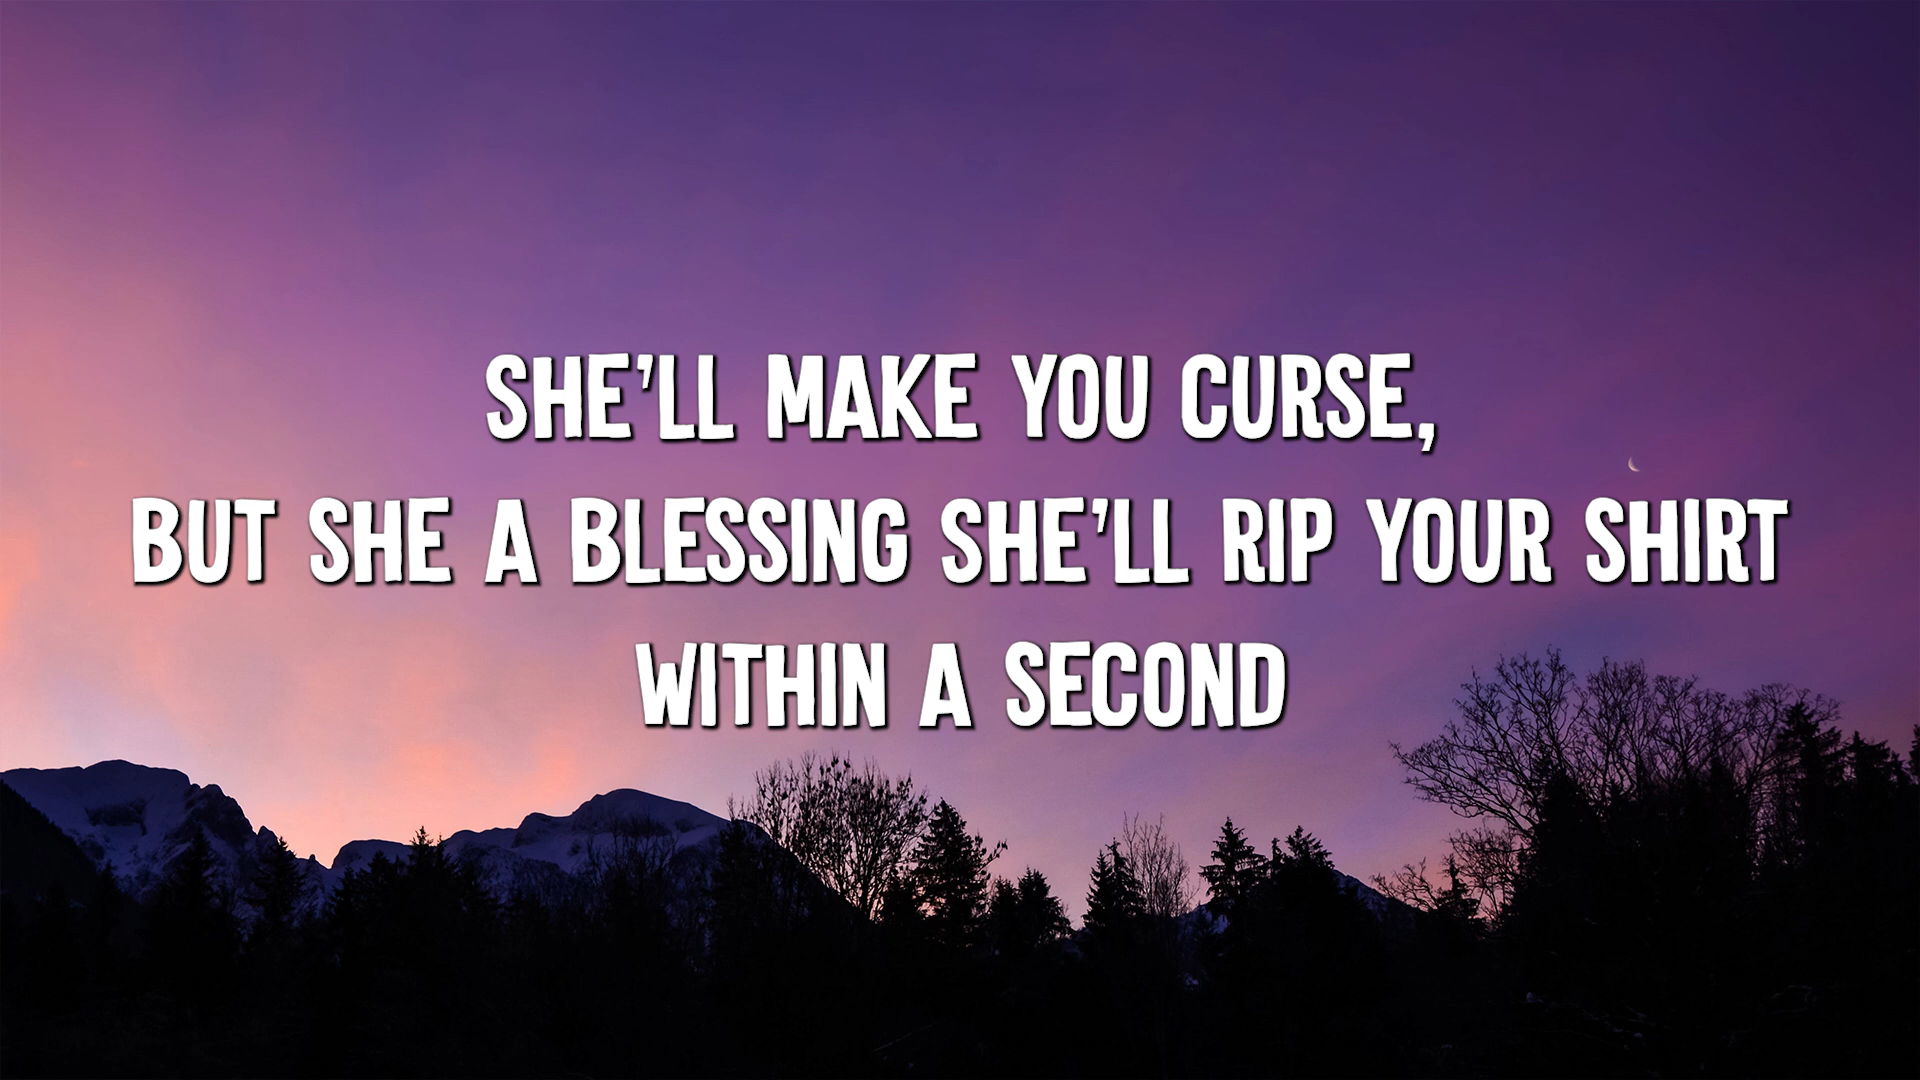 SHE'LL MAKE YOU CURSE,
BUT SHE A BLESSING SHE'LL RIP YOUR SHIRT
WITHIN A SECOND